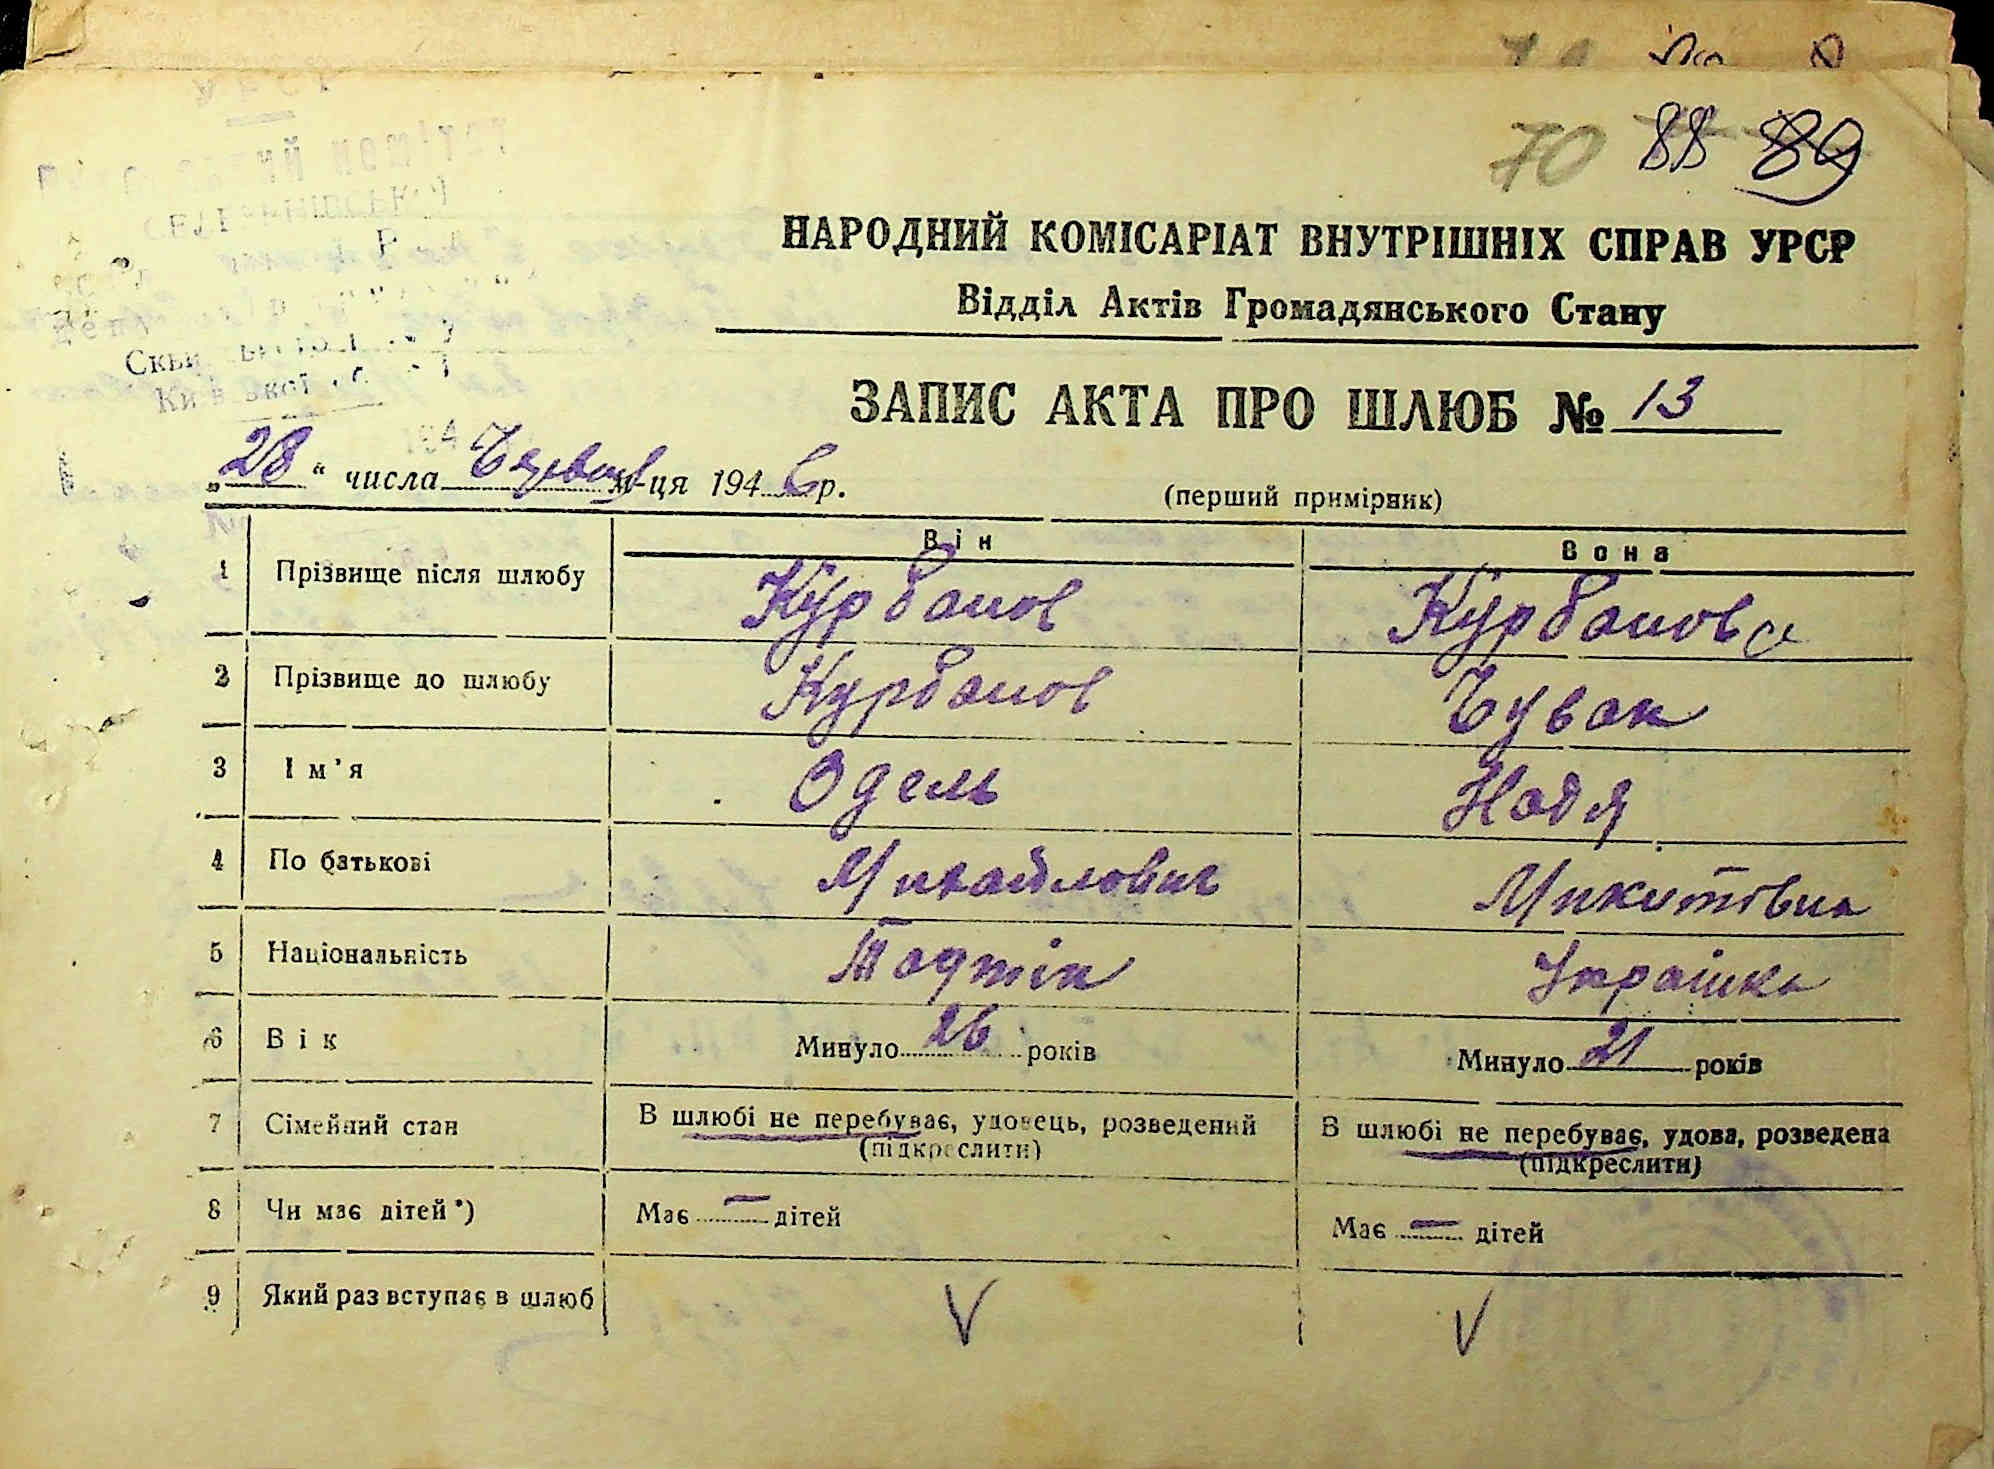 70 88 89
НАРОДНИЙ КОМІСАРІАТ ВНУТРІШНІХ СПРАВ УРСР
Відділ Актів Громадянського Стану
ЗАПИС АКТА ПРО ШЛЮБ № 13
„28“ числа Червня м-ця 1946 р.
(перший примірник)
Він Вона
1 Прізвище після шлюбу Курбанов Курбанова
2 Прізвище до шлюбу Курбанов Чувак
3 Ім'я Одель Надя
4 По батькові Михайлович Микитівна
5 Національність Таджік Украінка
6 Вік Минуло 26 років Минуло 21 років
7 Сімейний стан В шлюбі не перебуває, удовець, розведений В шлюбі не перебуває, удова, розведена
(підкреслити) (підкреслити)
8 Чи має дітей*) Має — дітей Має — дітей
9 Який раз вступає в шлюб V V